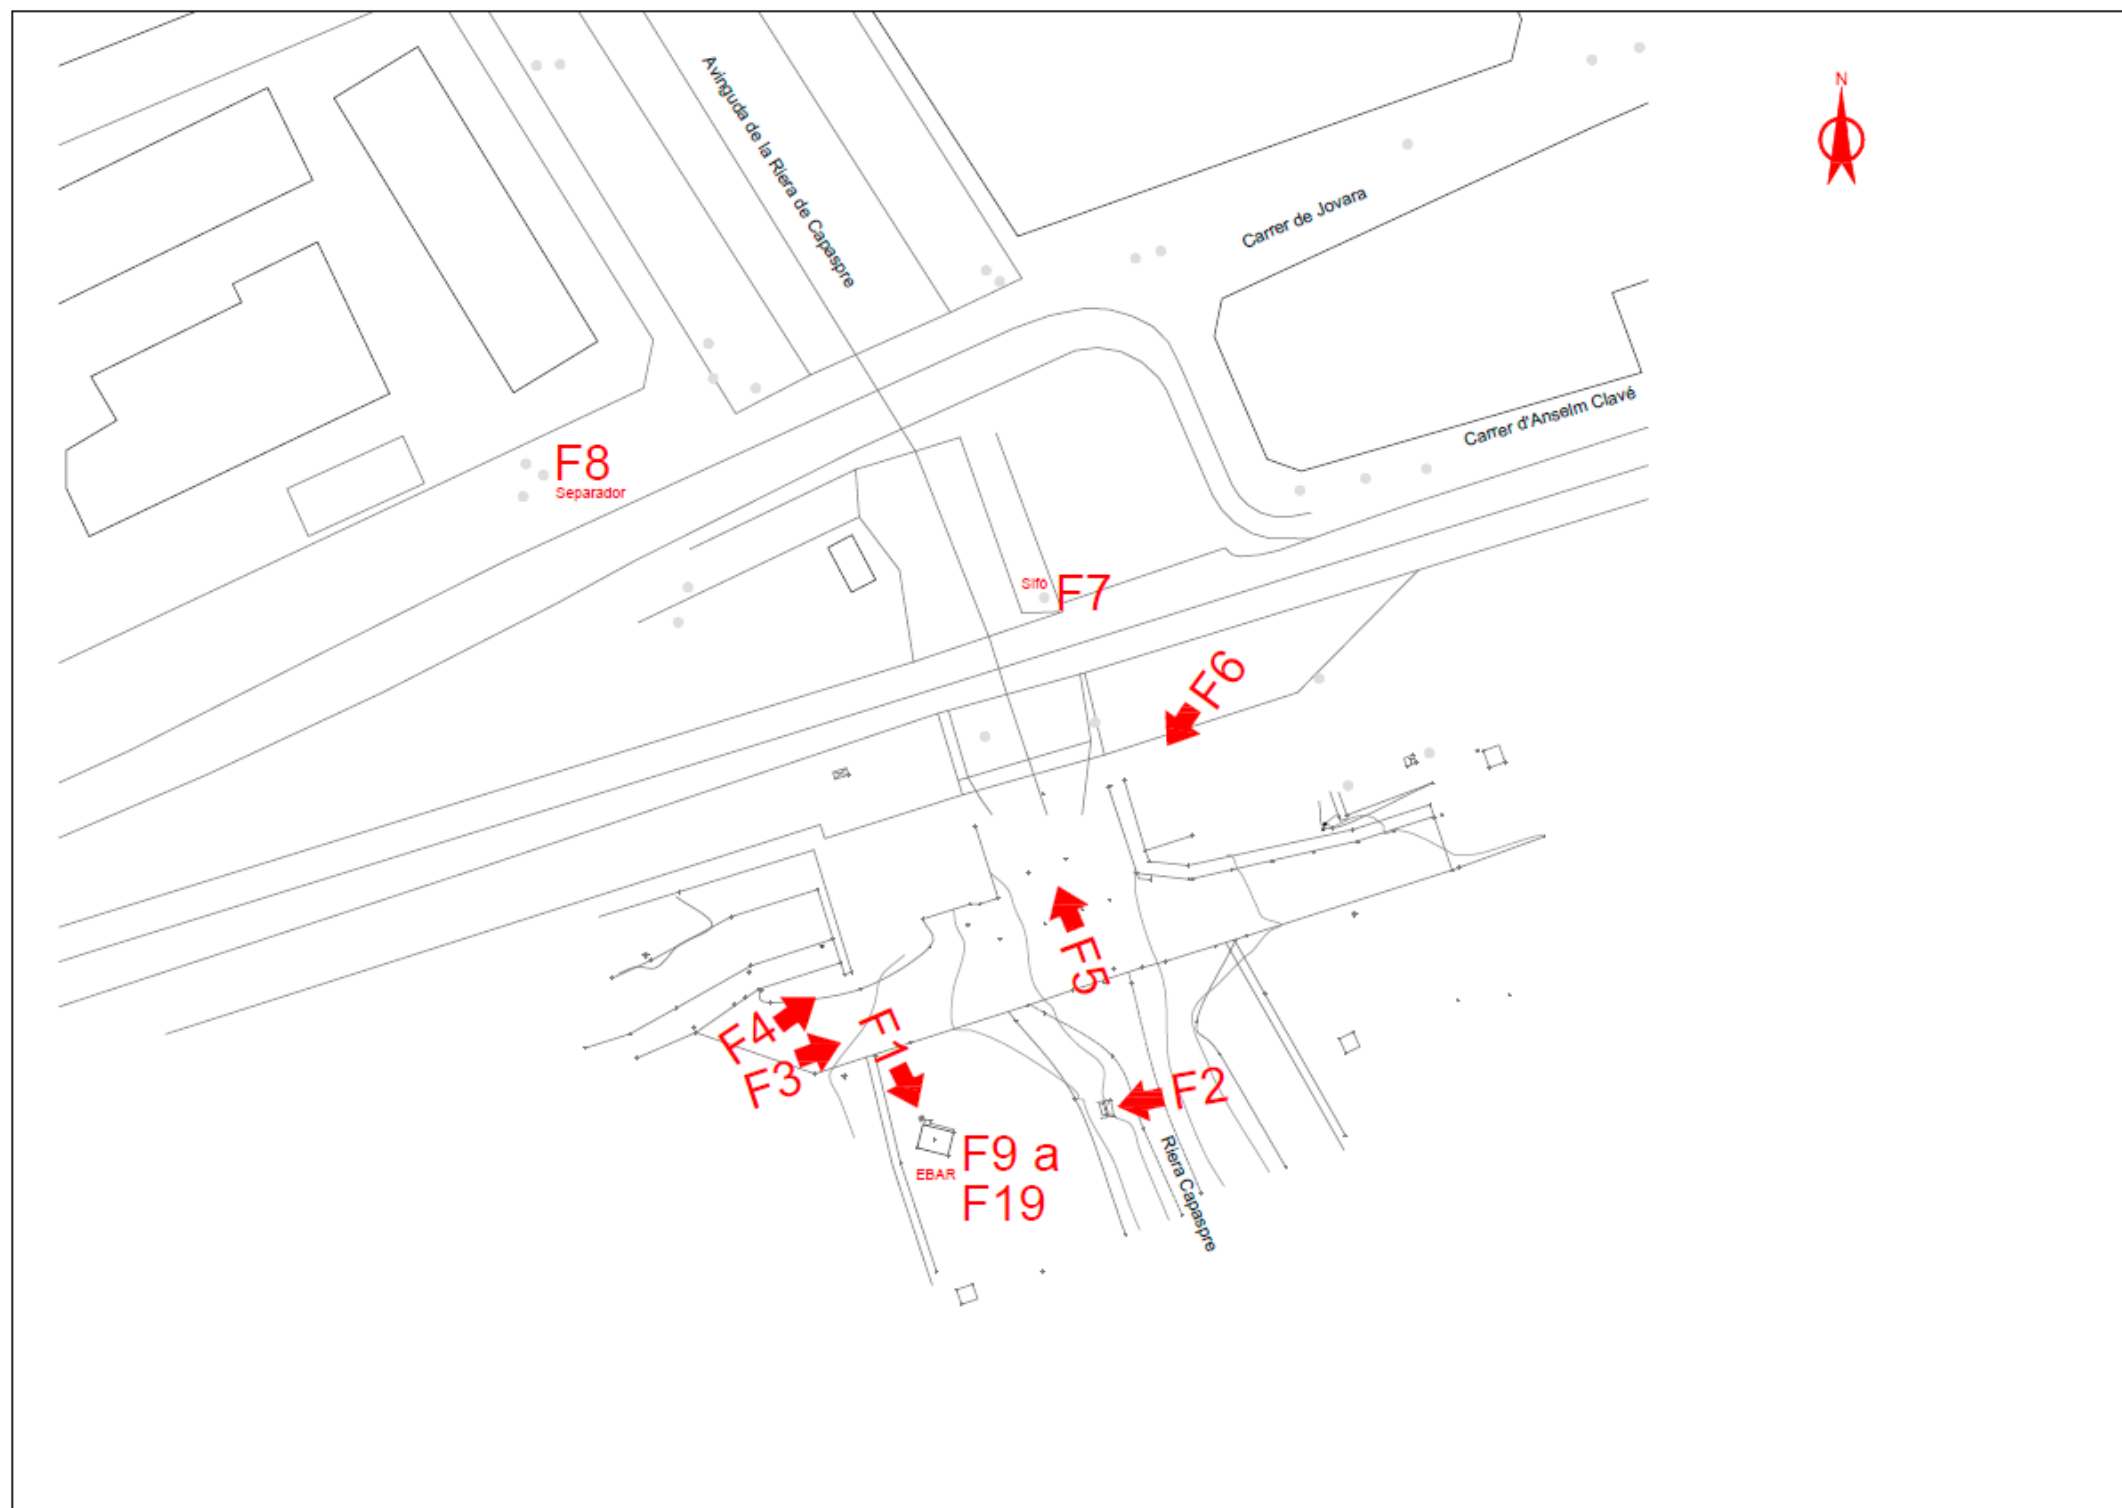 N
Avinguda de la Riera de Capaspre
Carrer de Jovara
Carrer d'Anselm Clavé
F8
Separador
Sifó
F7
F6
F5
F4
F3
F1
F2
F9 a
F19
EBAR
Riera Capaspre